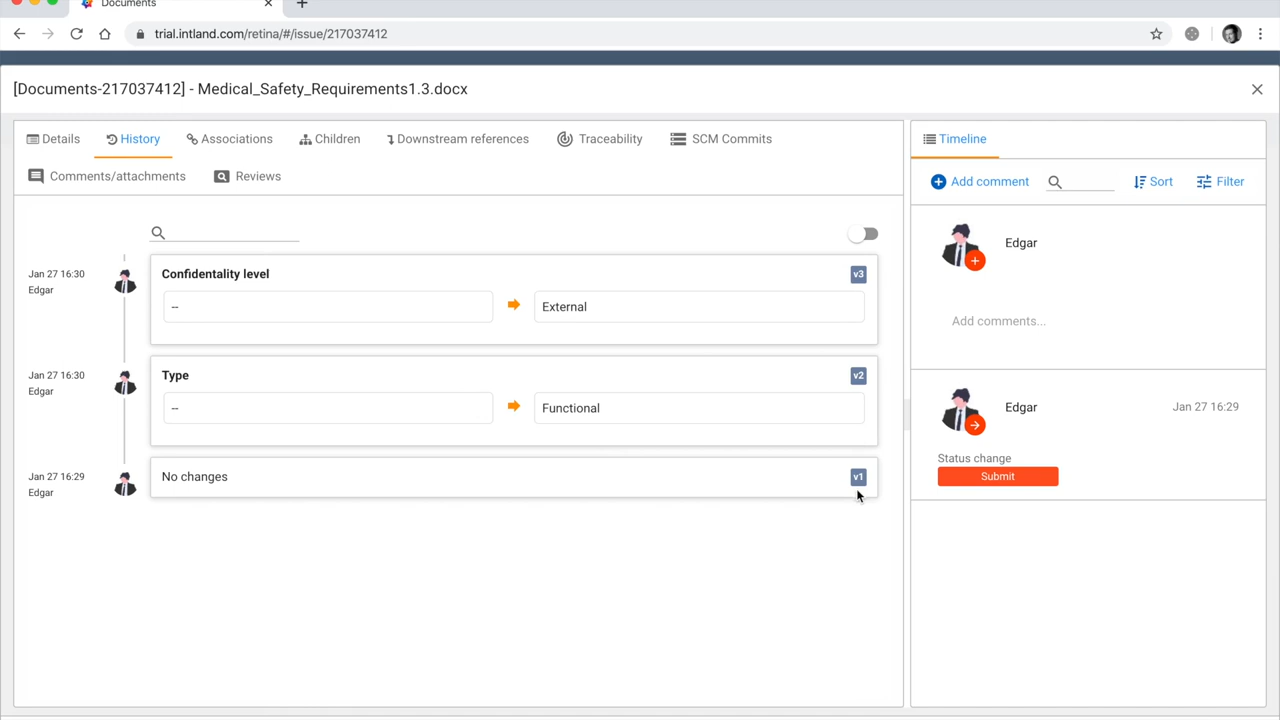 Documents
trial.intland.com/retina/#/issue/217037412
[Documents-217037412] - Medical_Safety_Requirements1.3.docx
Details History Associations Children Downstream references Traceability SCM Commits
Comments/attachments Reviews
Timeline
Add comment Sort Filter
Jan 27 16:30
Edgar
Confidentality level v3
-- External
Jan 27 16:30
Edgar
Type v2
-- Functional
Jan 27 16:29
Edgar
No changes v1
Edgar
Add comments...
Edgar Jan 27 16:29
Status change
Submit